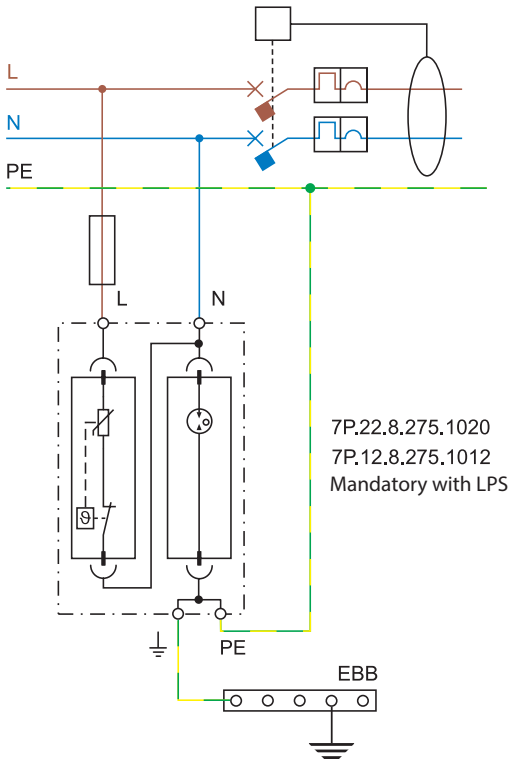 L
N
PE
L
N
7P.22.8.275.1020
7P.12.8.275.1012
Mandatory with LPS
ϑ
PE
EBB